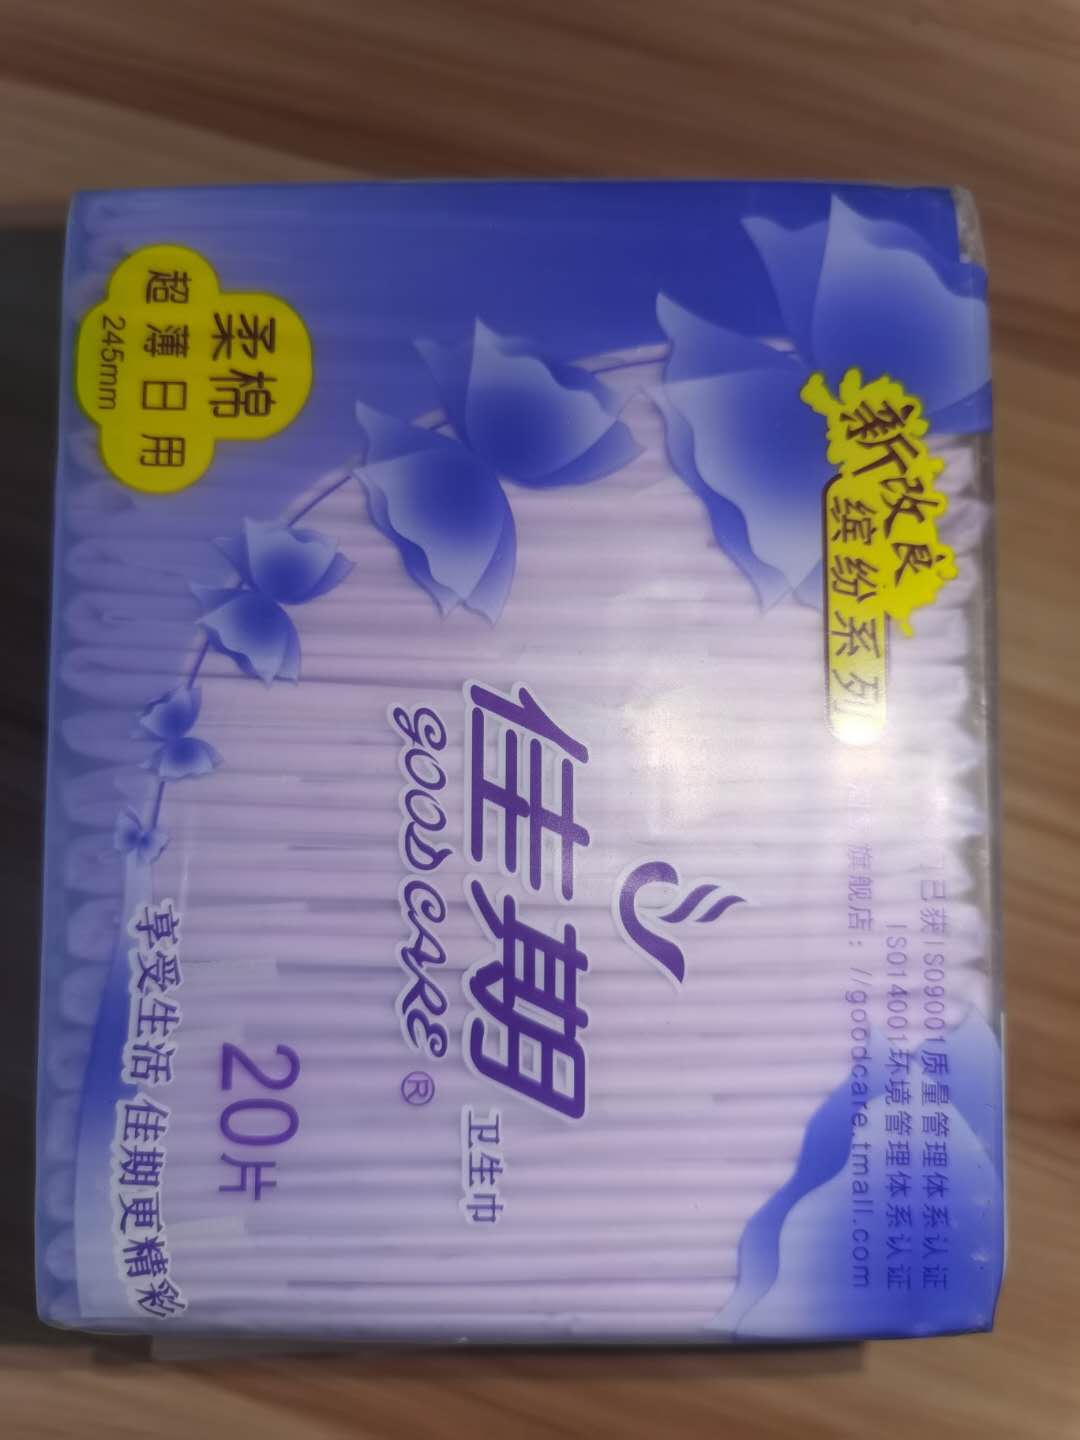 新改良
缤纷系列
已获ISO9001质量管理体系认证
ISO14001环境管理体系认证
旗舰店：//goodcare.tmall.com
佳期
goodcare®
卫生巾
柔棉
超薄日用
245mm
20片
享受生活 佳期更精彩